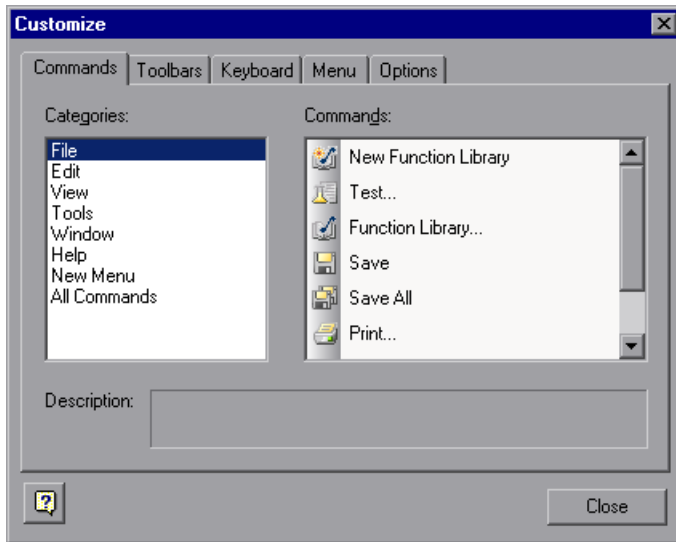 Customize
Commands Toolbars Keyboard Menu Options
Categories:
File
Edit
View
Tools
Window
Help
New Menu
All Commands
Commands:
New Function Library
Test...
Function Library...
Save
Save All
Print...
Description:
?
Close